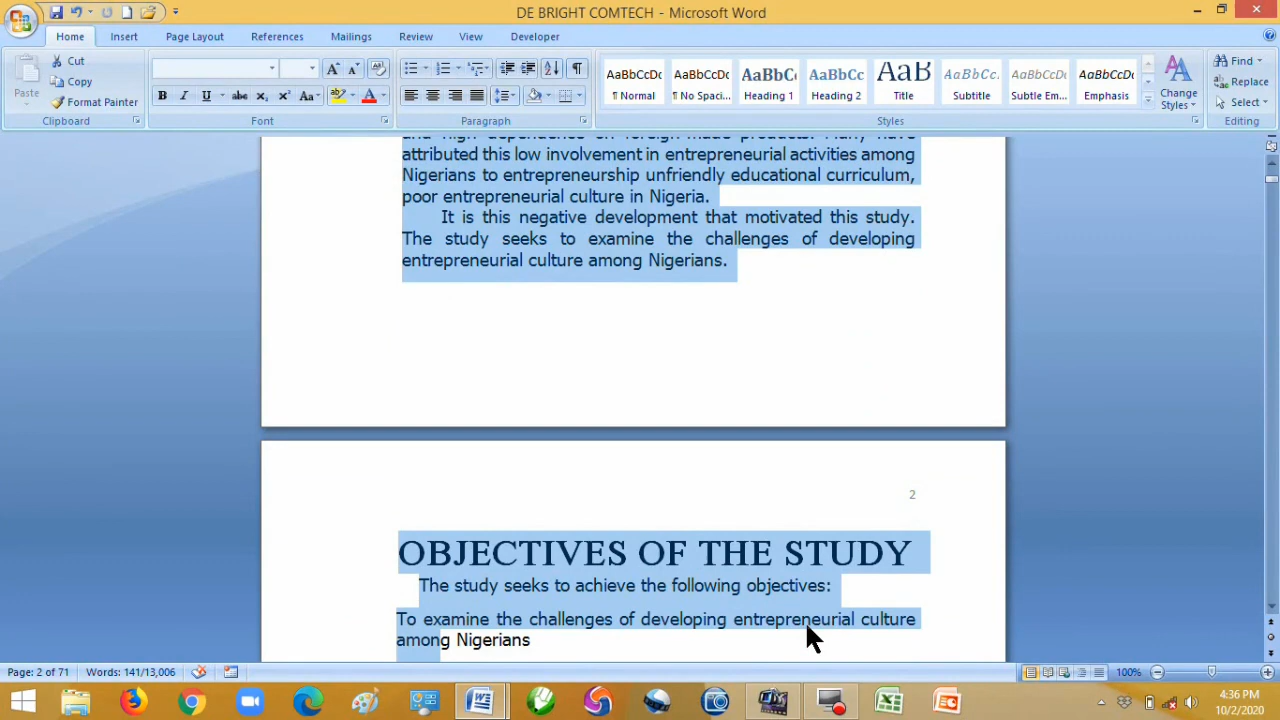 DE BRIGHT COMTECH - Microsoft Word
Home Insert Page Layout References Mailings Review View Developer
Paste
Cut
Copy
Format Painter
Clipboard
Font
Paragraph
AaBbCcDc AaBbCcDc AaBbC AaBbCc AaB AaBbCc. AaBbCcDc AaBbCcDc
¶ Normal ¶ No Spaci... Heading 1 Heading 2 Title Subtitle Subtle Em... Emphasis
Change Styles
Styles
Find
Replace
Select
Editing
and high dependence on foreign-made products. Many have
attributed this low involvement in entrepreneurial activities among
Nigerians to entrepreneurship unfriendly educational curriculum,
poor entrepreneurial culture in Nigeria.
It is this negative development that motivated this study.
The study seeks to examine the challenges of developing
entrepreneurial culture among Nigerians.
2
OBJECTIVES OF THE STUDY
The study seeks to achieve the following objectives:
To examine the challenges of developing entrepreneurial culture
among Nigerians
Page: 2 of 71 Words: 141/13,006 100%
4:36 PM
10/2/2020